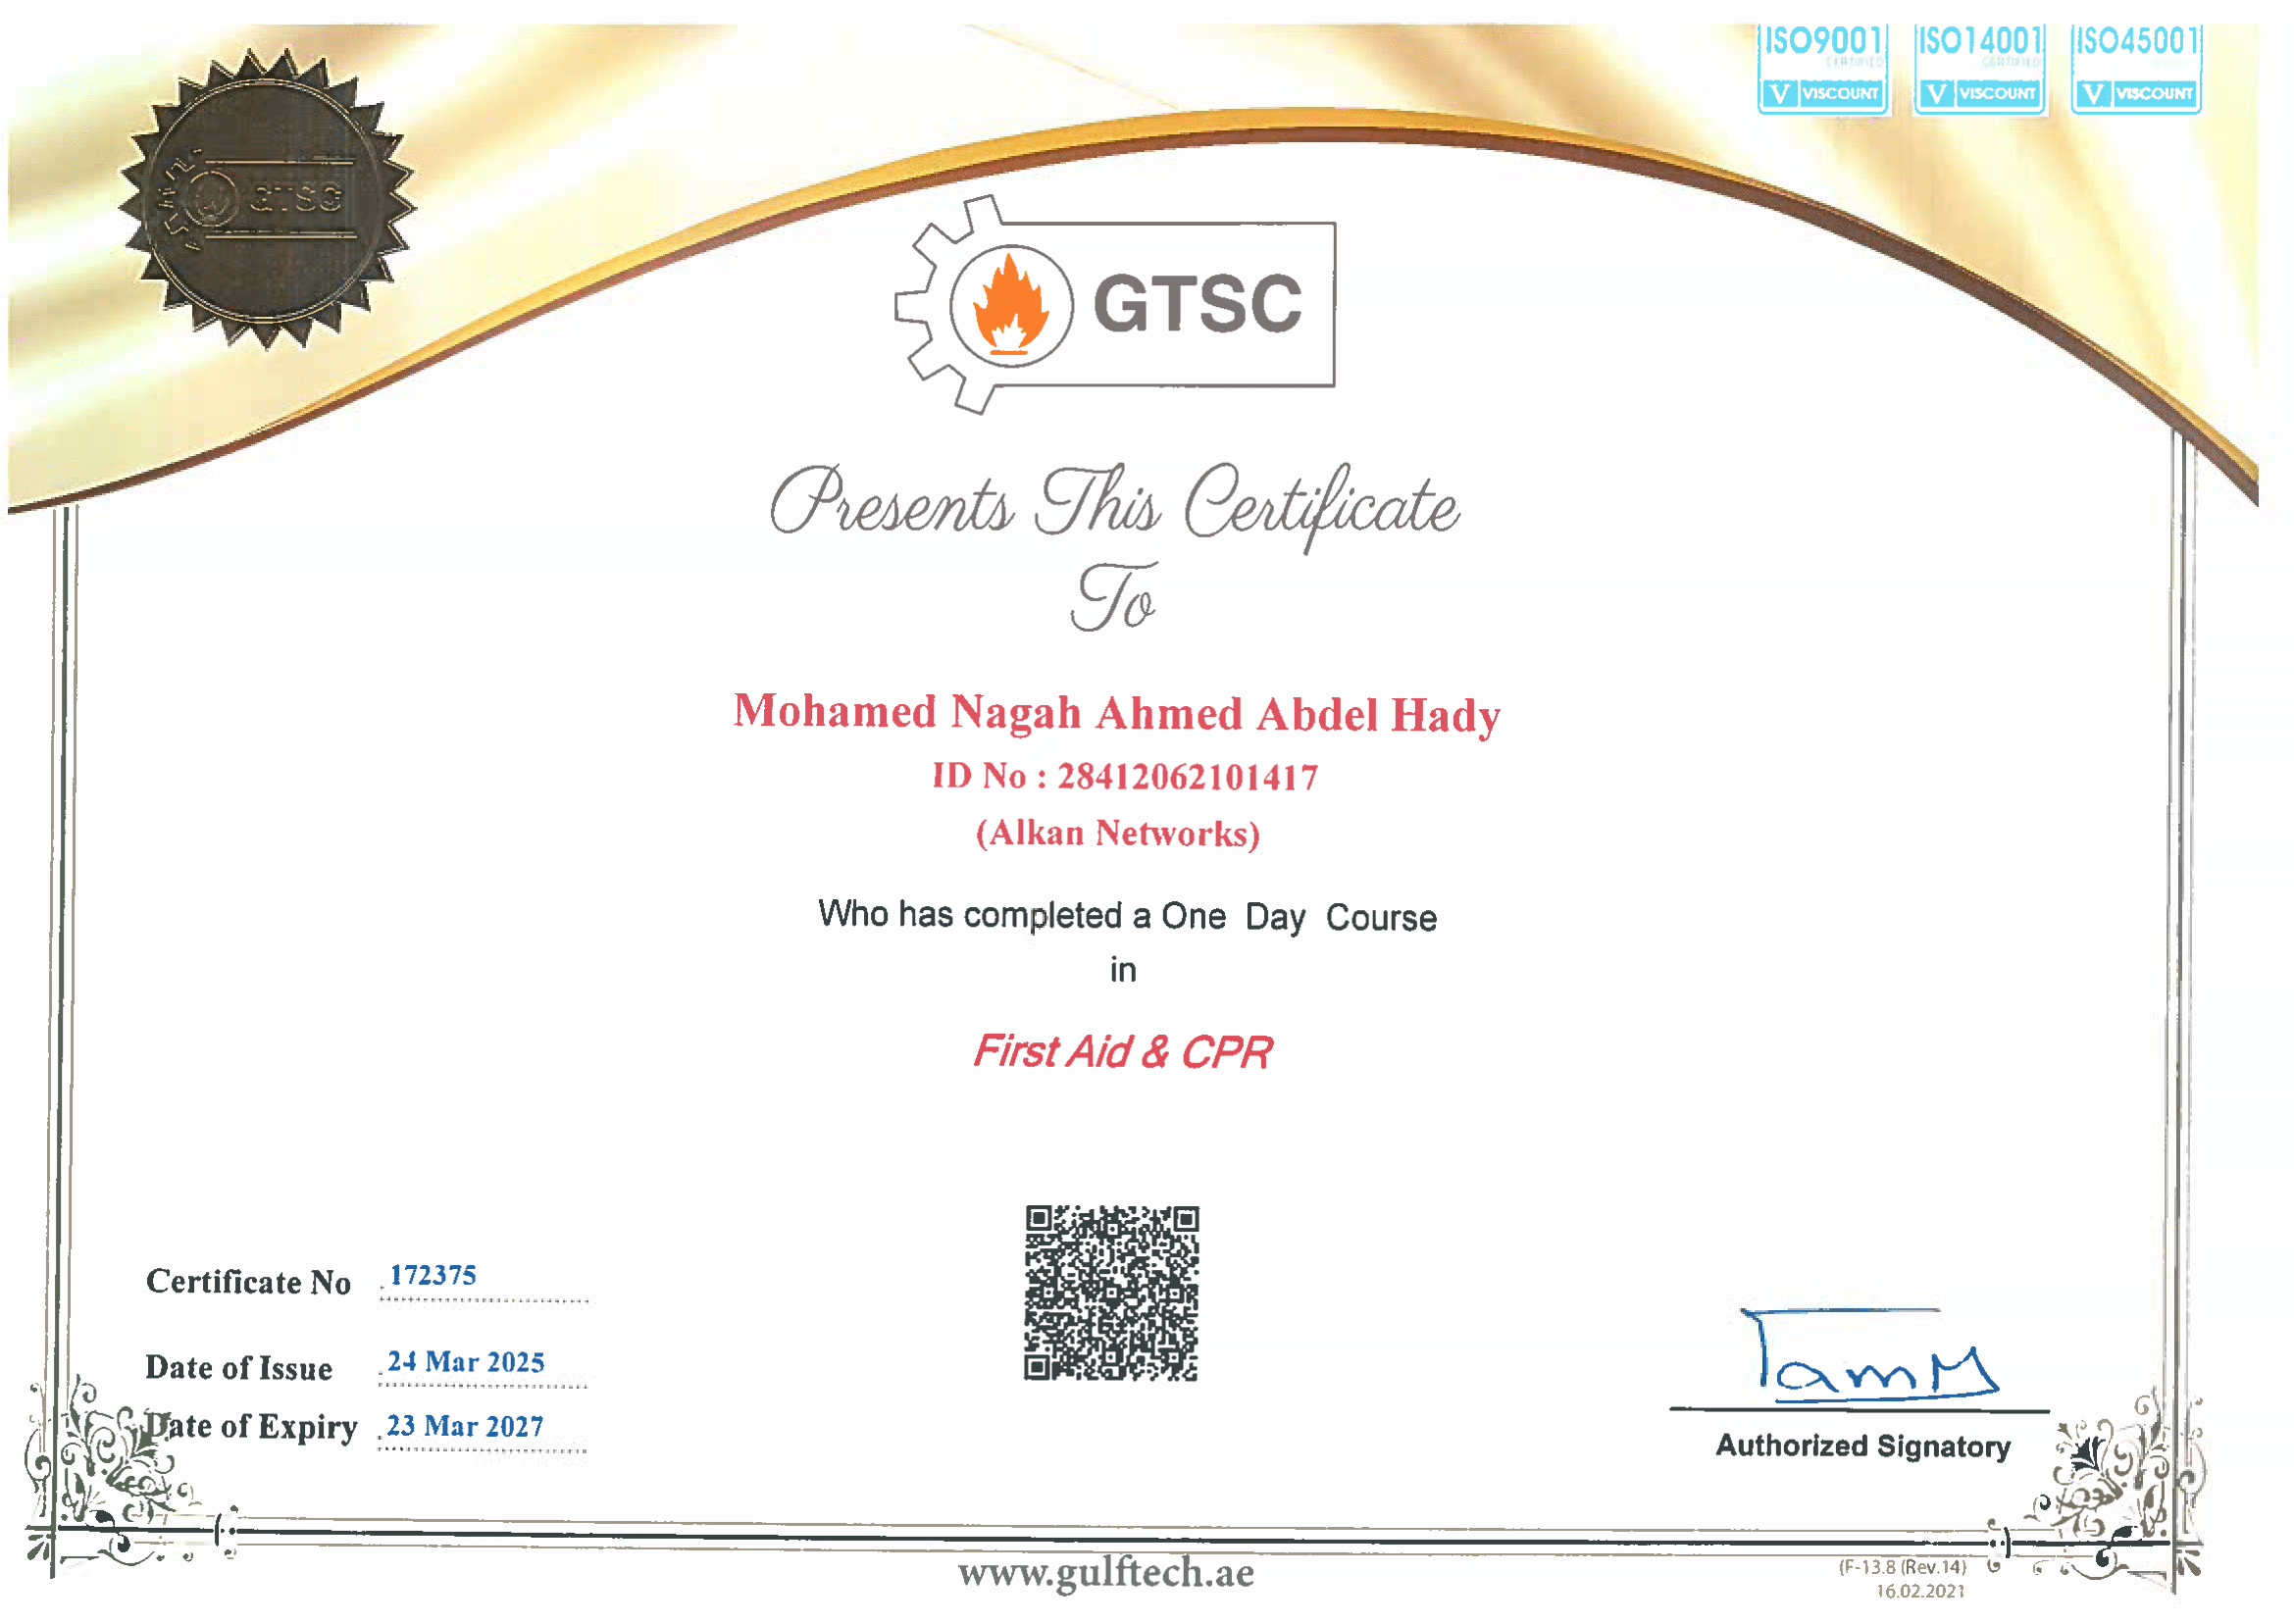 ISO9001
CERTIFIED
V VISCOUNT
ISO14001
CERTIFIED
V VISCOUNT
ISO45001
V VISCOUNT
GTSC
GTSC
Presents This Certificate
To
Mohamed Nagah Ahmed Abdel Hady
ID No : 28412062101417
(Alkan Networks)
Who has completed a One Day Course
in
First Aid & CPR
Certificate No 172375
Date of Issue 24 Mar 2025
Date of Expiry 23 Mar 2027
Tam
Authorized Signatory
www.gulftech.ae
(F-13.8 (Rev.14)
16.02.2021